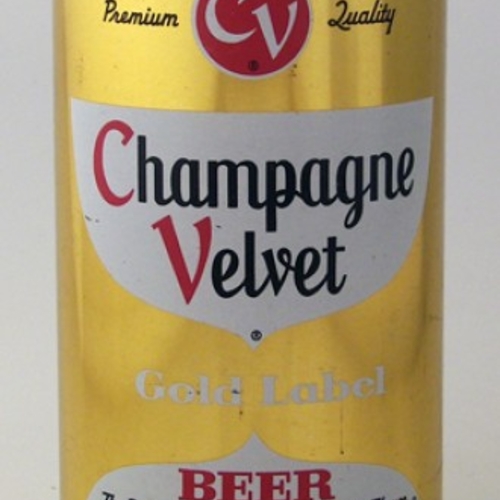 Premium CV Quality
®
Champagne
Velvet
®
Gold Label
BEER